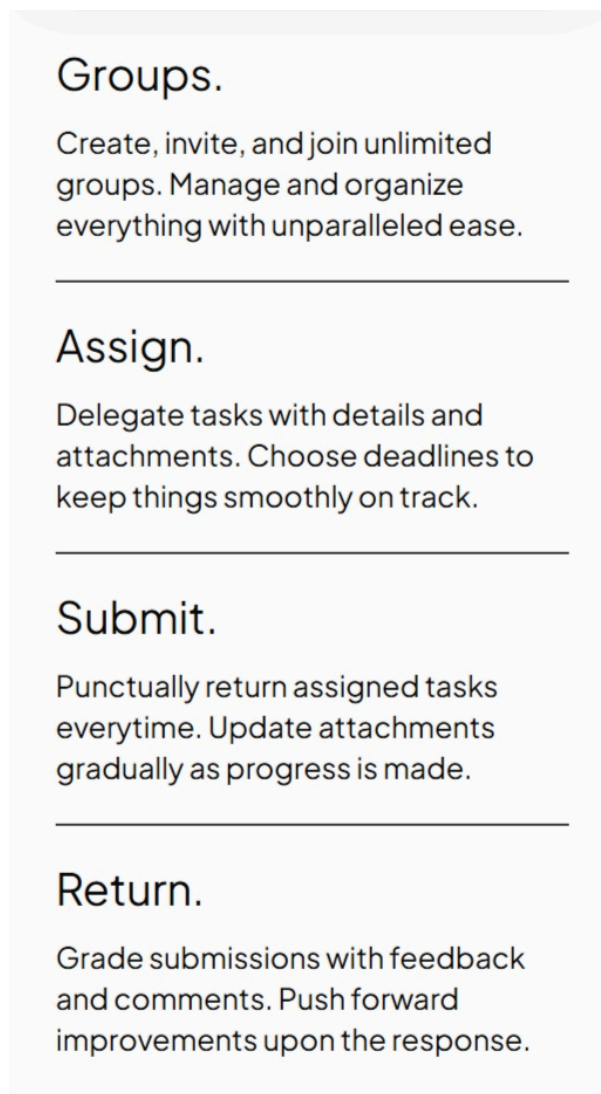 Groups.
Create, invite, and join unlimited
groups. Manage and organize
everything with unparalleled ease.
Assign.
Delegate tasks with details and
attachments. Choose deadlines to
keep things smoothly on track.
Submit.
Punctually return assigned tasks
everytime. Update attachments
gradually as progress is made.
Return.
Grade submissions with feedback
and comments. Push forward
improvements upon the response.